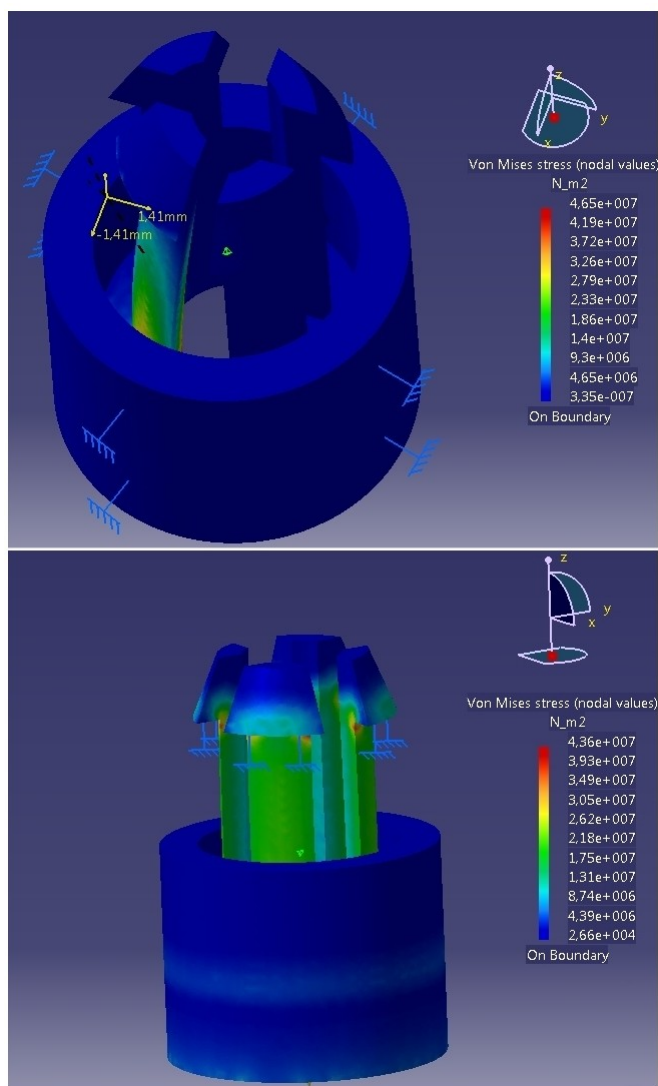 z
y
x
Von Mises stress (nodal values)
N_m2
4,65e+007
4,19e+007
3,72e+007
3,26e+007
2,79e+007
2,33e+007
1,86e+007
1,4e+007
9,3e+006
4,65e+006
3,35e-007
On Boundary
1,41mm
-1,41mm
z
y
x
Von Mises stress (nodal values)
N_m2
4,36e+007
3,93e+007
3,49e+007
3,05e+007
2,62e+007
2,18e+007
1,75e+007
1,31e+007
8,74e+006
4,39e+006
2,66e+004
On Boundary